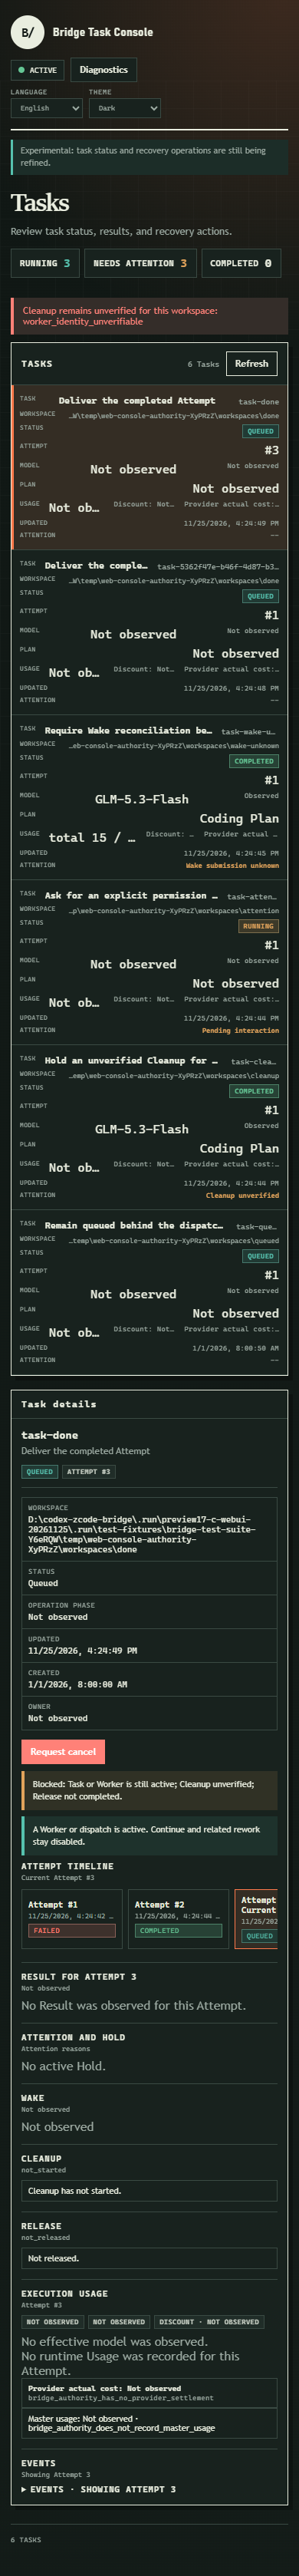 B/ Bridge Task Console
ACTIVE Diagnostics
LANGUAGE THEME
English Dark
Experimental: task status and recovery operations are still being
refined.
Tasks
Review task status, results, and recovery actions.
RUNNING 3 NEEDS ATTENTION 3 COMPLETED 0
Cleanup remains unverified for this workspace:
worker_identity_unverifiable
TASKS 6 Tasks Refresh
TASK Deliver the completed Attempt task-done
WORKSPACE …W\temp\web-console-authority-XyPRzZ\workspaces\done
STATUS QUEUED
ATTEMPT #3
MODEL Not observed Not observed
PLAN Not observed
USAGE Not ob… Discount: Not… Provider actual cost:…
UPDATED 11/25/2026, 4:24:49 PM
ATTENTION —
TASK Deliver the comple… task-5362f47e-b46f-4d87-b3…
WORKSPACE …W\temp\web-console-authority-XyPRzZ\workspaces\done
STATUS QUEUED
ATTEMPT #1
MODEL Not observed Not observed
PLAN Not observed
USAGE Not ob… Discount: Not… Provider actual cost:…
UPDATED 11/25/2026, 4:24:48 PM
ATTENTION —
TASK Require Wake reconciliation be… task-wake-u…
WORKSPACE …eb-console-authority-XyPRzZ\workspaces\wake-unknown
STATUS COMPLETED
ATTEMPT #1
MODEL GLM-5.3-Flash Observed
PLAN Coding Plan
USAGE total 15 / … Discount: … Provider actual …
UPDATED 11/25/2026, 4:24:45 PM
ATTENTION Wake submission unknown
TASK Ask for an explicit permission … task-atten…
WORKSPACE …p\web-console-authority-XyPRzZ\workspaces\attention
STATUS RUNNING
ATTEMPT #1
MODEL Not observed Not observed
PLAN Not observed
USAGE Not ob… Discount: Not… Provider actual cost:…
UPDATED 11/25/2026, 4:24:44 PM
ATTENTION Pending interaction
TASK Hold an unverified Cleanup for … task-clea…
WORKSPACE …emp\web-console-authority-XyPRzZ\workspaces\cleanup
STATUS COMPLETED
ATTEMPT #1
MODEL GLM-5.3-Flash Observed
PLAN Coding Plan
USAGE Not ob… Discount: Not… Provider actual cost:…
UPDATED 11/25/2026, 4:24:44 PM
ATTENTION Cleanup unverified
TASK Remain queued behind the dispatc… task-que…
WORKSPACE …temp\web-console-authority-XyPRzZ\workspaces\queued
STATUS QUEUED
ATTEMPT #1
MODEL Not observed Not observed
PLAN Not observed
USAGE Not ob… Discount: Not… Provider actual cost:…
UPDATED 1/1/2026, 8:00:50 AM
ATTENTION —
Task details
task-done
Deliver the completed Attempt
QUEUED ATTEMPT #3
WORKSPACE
D:\codex-zcode-bridge\.run\preview17-c-webui-
20261125\.run\test-fixtures\bridge-test-suite-
Y6eRQW\temp\web-console-authority-
XyPRzZ\workspaces\done
STATUS
Queued
OPERATION PHASE
Not observed
UPDATED
11/25/2026, 4:24:49 PM
CREATED
1/1/2026, 8:00:00 AM
OWNER
Not observed
Request cancel
Blocked: Task or Worker is still active; Cleanup unverified;
Release not completed.
A Worker or dispatch is active. Continue and related rework
stay disabled.
ATTEMPT TIMELINE
Current Attempt #3
Attempt #1 Attempt #2 Attempt
Current
11/25/2026, 4:24:42 … 11/25/2026, 4:24:44 … 11/25/202
FAILED COMPLETED QUEUED
RESULT FOR ATTEMPT 3
Not observed
No Result was observed for this Attempt.
ATTENTION AND HOLD
Attention reasons
No active Hold.
WAKE
Not observed
Not observed
CLEANUP
not_started
Cleanup has not started.
RELEASE
not_released
Not released.
EXECUTION USAGE
Attempt #3
NOT OBSERVED NOT OBSERVED DISCOUNT · NOT OBSERVED
No effective model was observed.
No runtime Usage was recorded for this
Attempt.
Provider actual cost: Not observed
bridge_authority_has_no_provider_settlement
Master usage: Not observed ·
bridge_authority_does_not_record_master_usage
EVENTS
Showing Attempt 3
▶ EVENTS · SHOWING ATTEMPT 3
6 TASKS